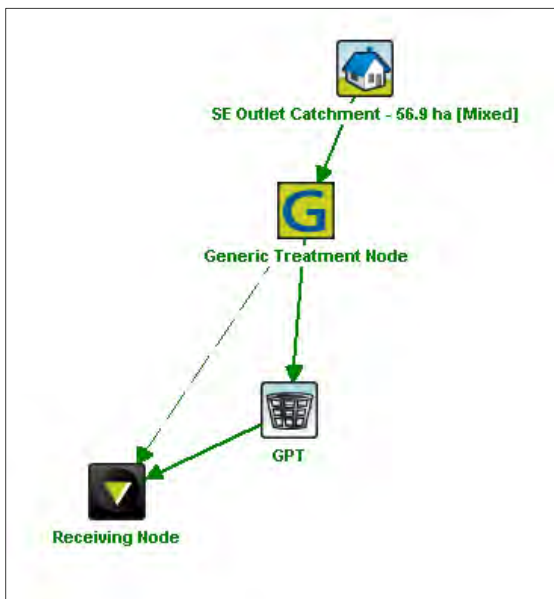 SE Outlet Catchment - 56.9 ha [Mixed]
G
Generic Treatment Node
GPT
Receiving Node